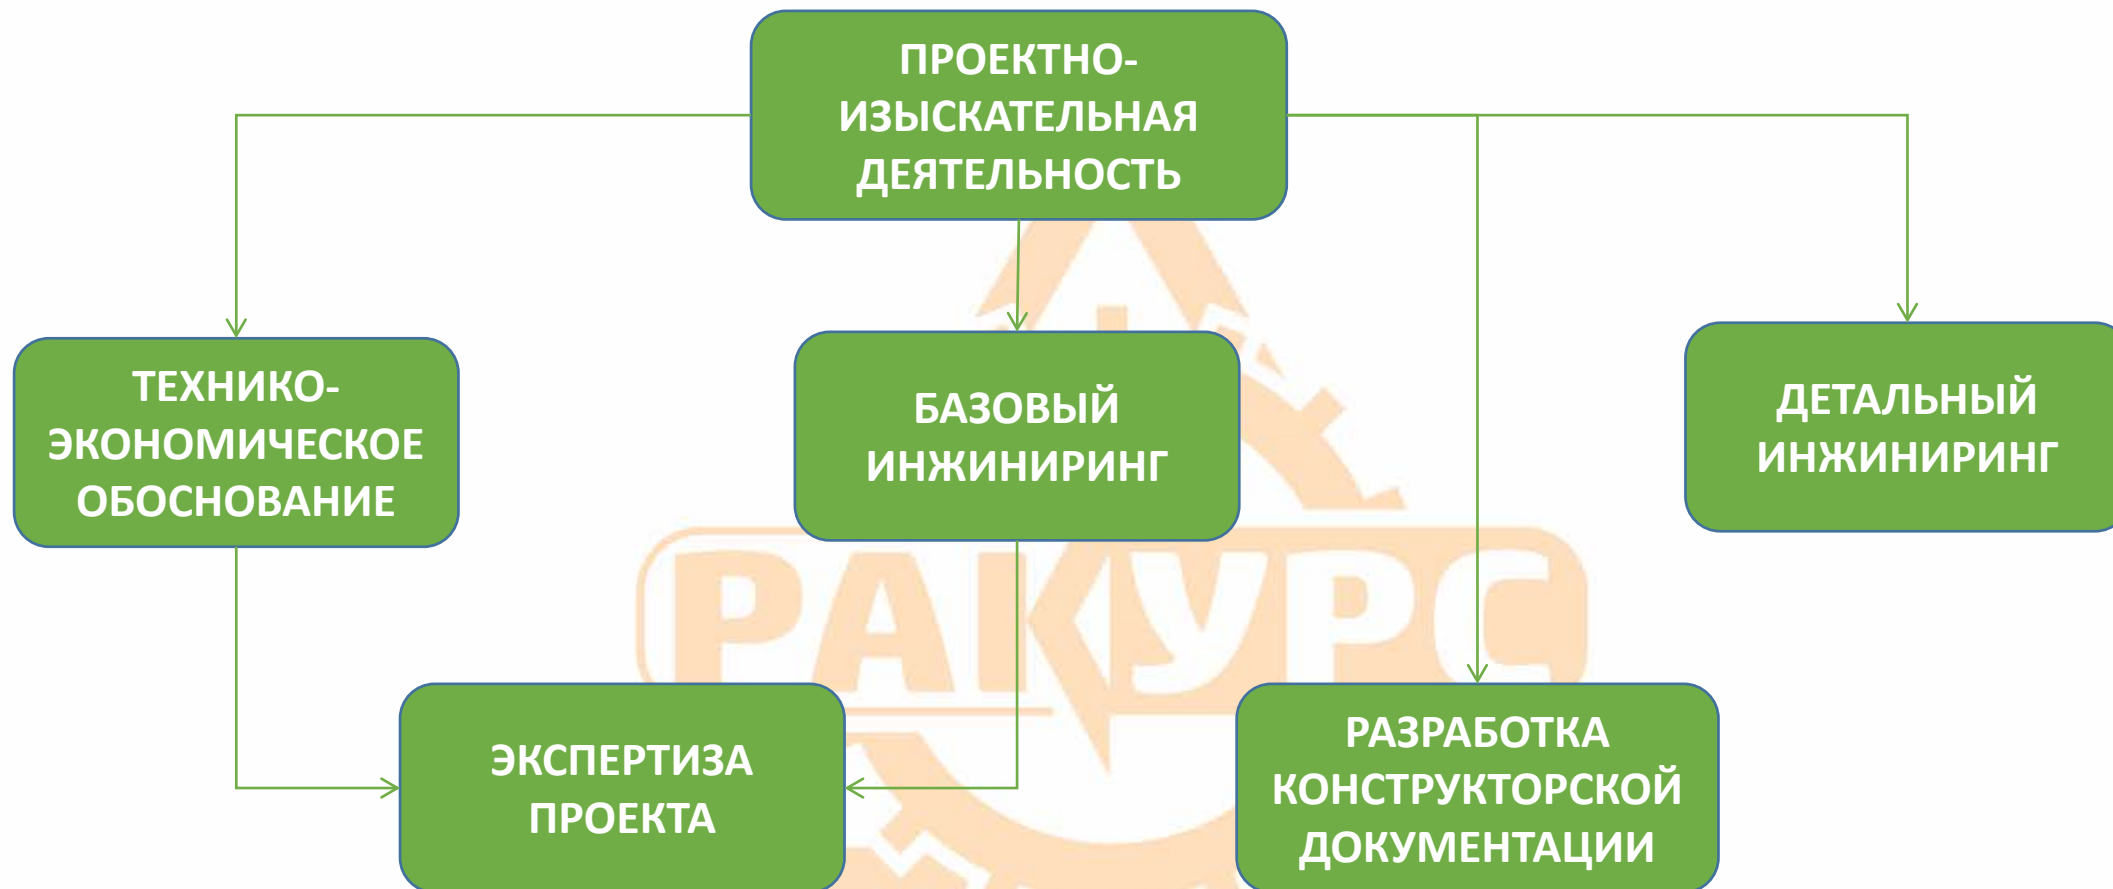 ПРОЕКТНО-
ИЗЫСКАТЕЛЬНАЯ
ДЕЯТЕЛЬНОСТЬ
ТЕХНИКО-
ЭКОНОМИЧЕСКОЕ
ОБОСНОВАНИЕ
БАЗОВЫЙ
ИНЖИНИРИНГ
ДЕТАЛЬНЫЙ
ИНЖИНИРИНГ
РАКУРС
ЭКСПЕРТИЗА
ПРОЕКТА
РАЗРАБОТКА
КОНСТРУКТОРСКОЙ
ДОКУМЕНТАЦИИ